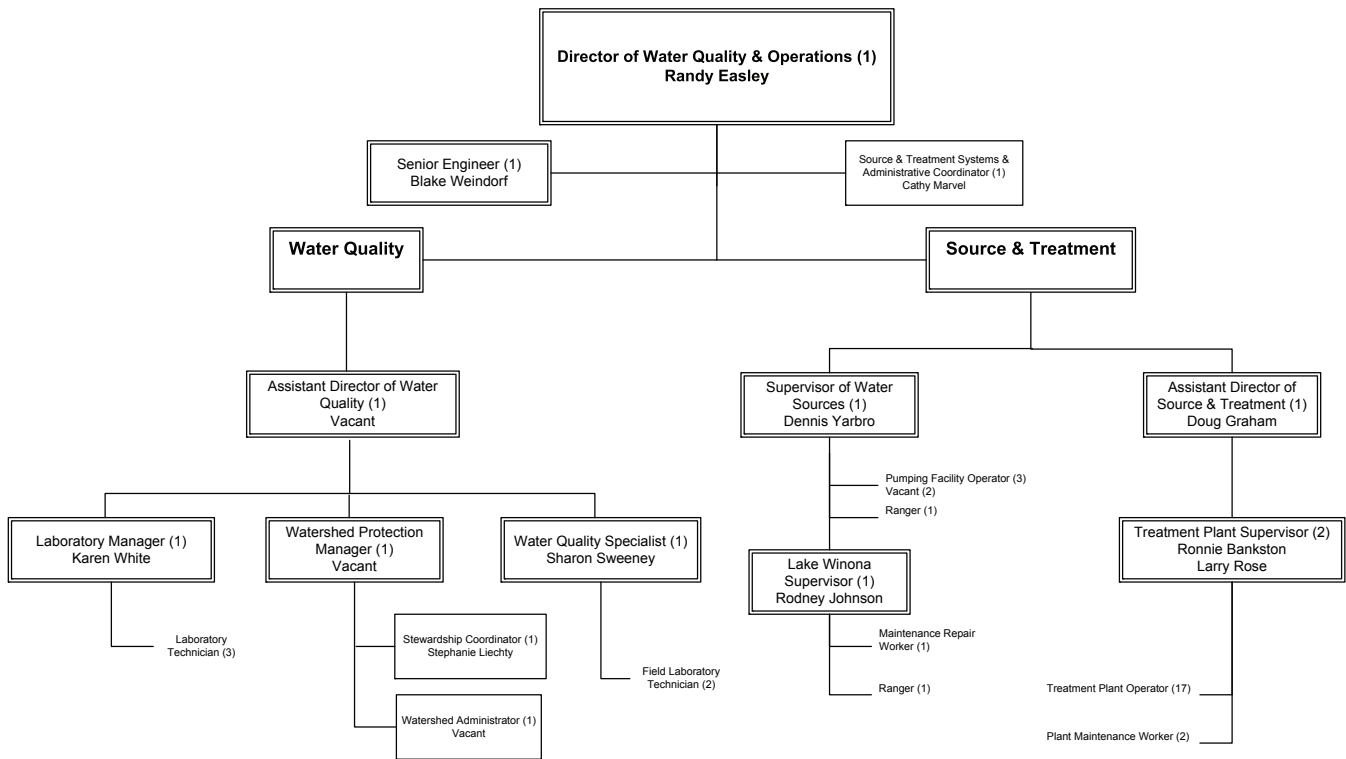 Director of Water Quality & Operations (1)
Randy Easley
Senior Engineer (1)
Blake Weindorf
Source & Treatment Systems &
Administrative Coordinator (1)
Cathy Marvel
Water Quality
Source & Treatment
Assistant Director of Water
Quality (1)
Vacant
Supervisor of Water
Sources (1)
Dennis Yarbro
Assistant Director of
Source & Treatment (1)
Doug Graham
Pumping Facility Operator (3)
Vacant (2)
Ranger (1)
Laboratory Manager (1)
Karen White
Watershed Protection
Manager (1)
Vacant
Water Quality Specialist (1)
Sharon Sweeney
Lake Winona
Supervisor (1)
Rodney Johnson
Treatment Plant Supervisor (2)
Ronnie Bankston
Larry Rose
Laboratory
Technician (3)
Stewardship Coordinator (1)
Stephanie Liechty
Field Laboratory
Technician (2)
Maintenance Repair
Worker (1)
Ranger (1)
Treatment Plant Operator (17)
Watershed Administrator (1)
Vacant
Plant Maintenance Worker (2)